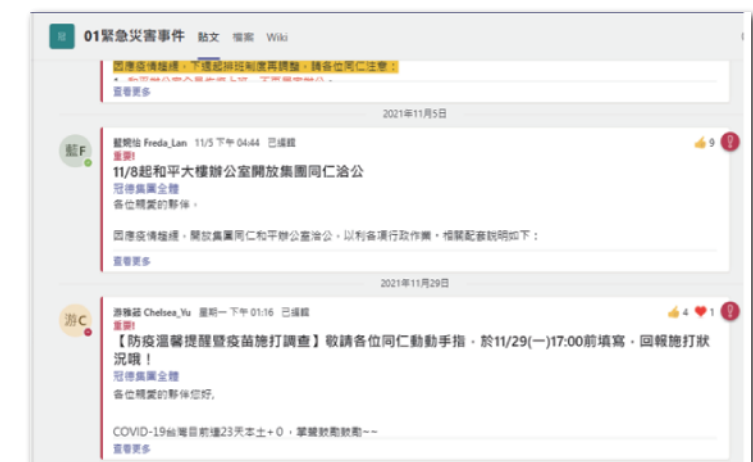 冠
01緊急災害事件 貼文 檔案 Wiki
因應疫情趨緩，下週起排班制度再調整，請各位同仁注意：
查看更多
2021年11月5日
藍F
藍婉怡 Freda_Lan 11/5 下午 04:44 已編輯
9
重要!
11/8起和平大樓辦公室開放集團同仁洽公
冠德集團全體
各位親愛的夥伴，
因應疫情趨緩，開放集團同仁和平辦公室洽公，以利各項行政作業，相關配套說明如下：
查看更多
2021年11月29日
游C
Chelsea_Yu 星期一 下午 01:16 已編輯
4 1
重要!
【防疫溫馨提醒暨疫苗施打調查】敬請各位同仁動動手指，於11/29(一)17:00前填寫，回報施打狀
況哦！
冠德集團全體
各位親愛的夥伴您好,
COVID-19台灣目前連23天本土+0，掌聲鼓勵鼓勵~~
查看更多